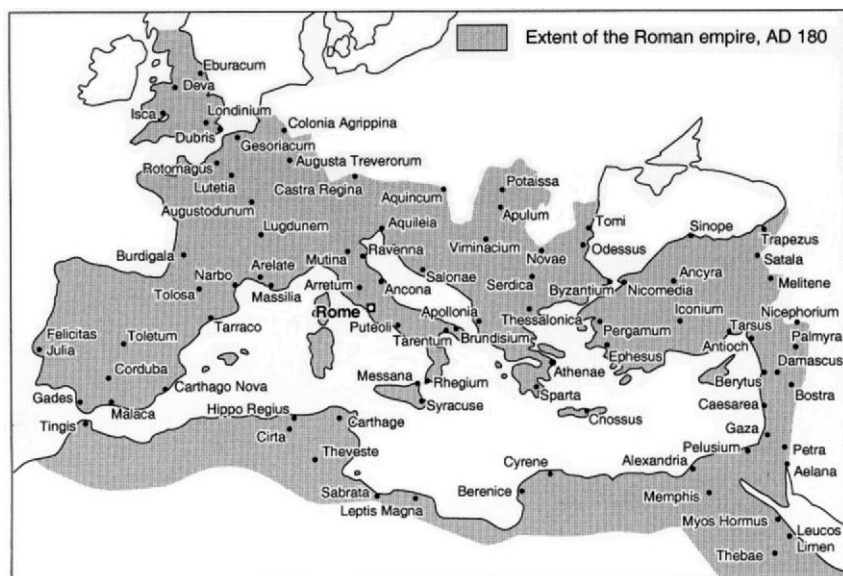 Extent of the Roman empire, AD 180
Eburacum
Deva
Isca
Londinium
Dubris
Colonia Agrippina
Gesoriacum
Augusta Treverorum
Rotomagus
Lutetia
Castra Regina
Aquincum
Potaissa
Augustodunum
Apulum
Lugdunem
Aquileia
Tomi
Sinope
Trapezus
Burdigala
Mutina
Ravenna
Viminacium
Novae
Odessus
Satala
Narbo
Arelate
Salonae
Serdica
Byzantium
Nicomedia
Ancyra
Melitene
Tolosa
Massilia
Arretum
Ancona
Rome
Apollonia
Thessalonica
Iconium
Nicephorium
Felicitas
Julia
Toletum
Tarraco
Puteoli
Tarentum
Brundisium
Pergamum
Tarsus
Antioch
Palmyra
Corduba
Ephesus
Athenae
Damascus
Carthago Nova
Messana
Rhegium
Sparta
Berytus
Bostra
Gades
Malaca
Hippo Regius
Carthage
Syracuse
Cnossus
Caesarea
Tingis
Cirta
Gaza
Theveste
Cyrene
Alexandria
Pelusium
Petra
Aelana
Sabrata
Leptis Magna
Berenice
Memphis
Myos Hormus
Leucos
Limen
Thebae